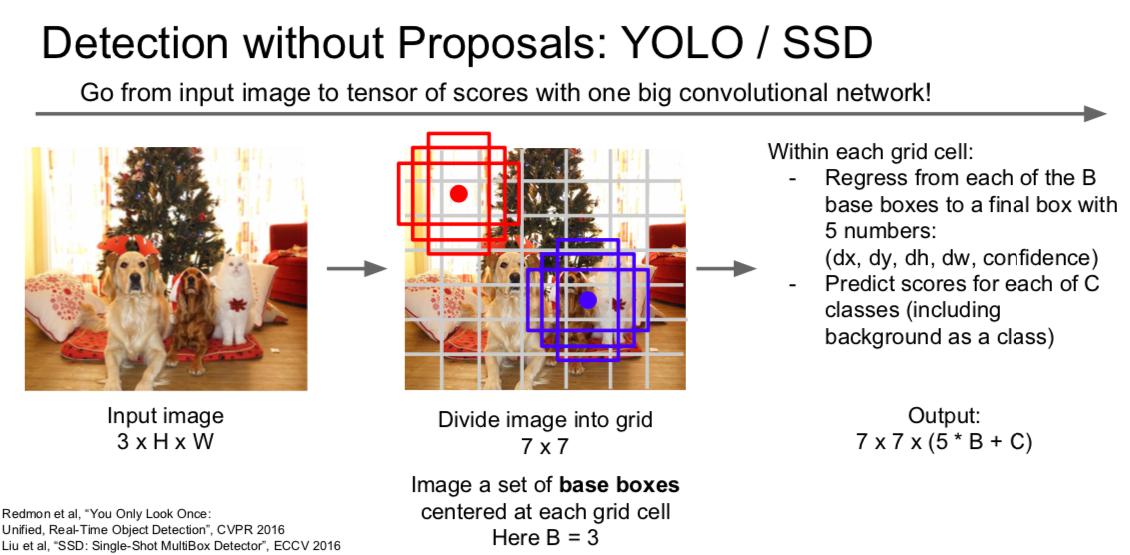 Detection without Proposals: YOLO / SSD
Go from input image to tensor of scores with one big convolutional network!
Input image
3 x H x W
Divide image into grid
7 x 7
Image a set of base boxes
centered at each grid cell
Here B = 3
Within each grid cell:
- Regress from each of the B
base boxes to a final box with
5 numbers:
(dx, dy, dh, dw, confidence)
- Predict scores for each of C
classes (including
background as a class)
Output:
7 x 7 x (5 * B + C)
Redmon et al, “You Only Look Once:
Unified, Real-Time Object Detection”, CVPR 2016
Liu et al, “SSD: Single-Shot MultiBox Detector”, ECCV 2016